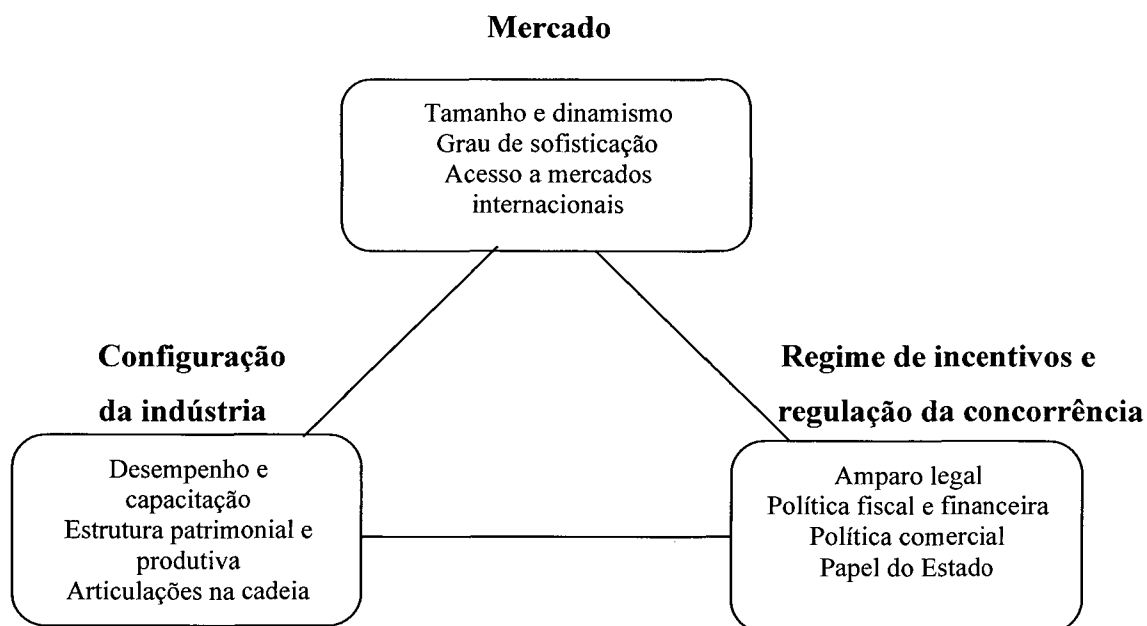 Mercado
Tamanho e dinamismo
Grau de sofisticação
Acesso a mercados
internacionais
Configuração
da indústria
Desempenho e
capacitação
Estrutura patrimonial e
produtiva
Articulações na cadeia
Regime de incentivos e
regulação da concorrência
Amparo legal
Política fiscal e financeira
Política comercial
Papel do Estado